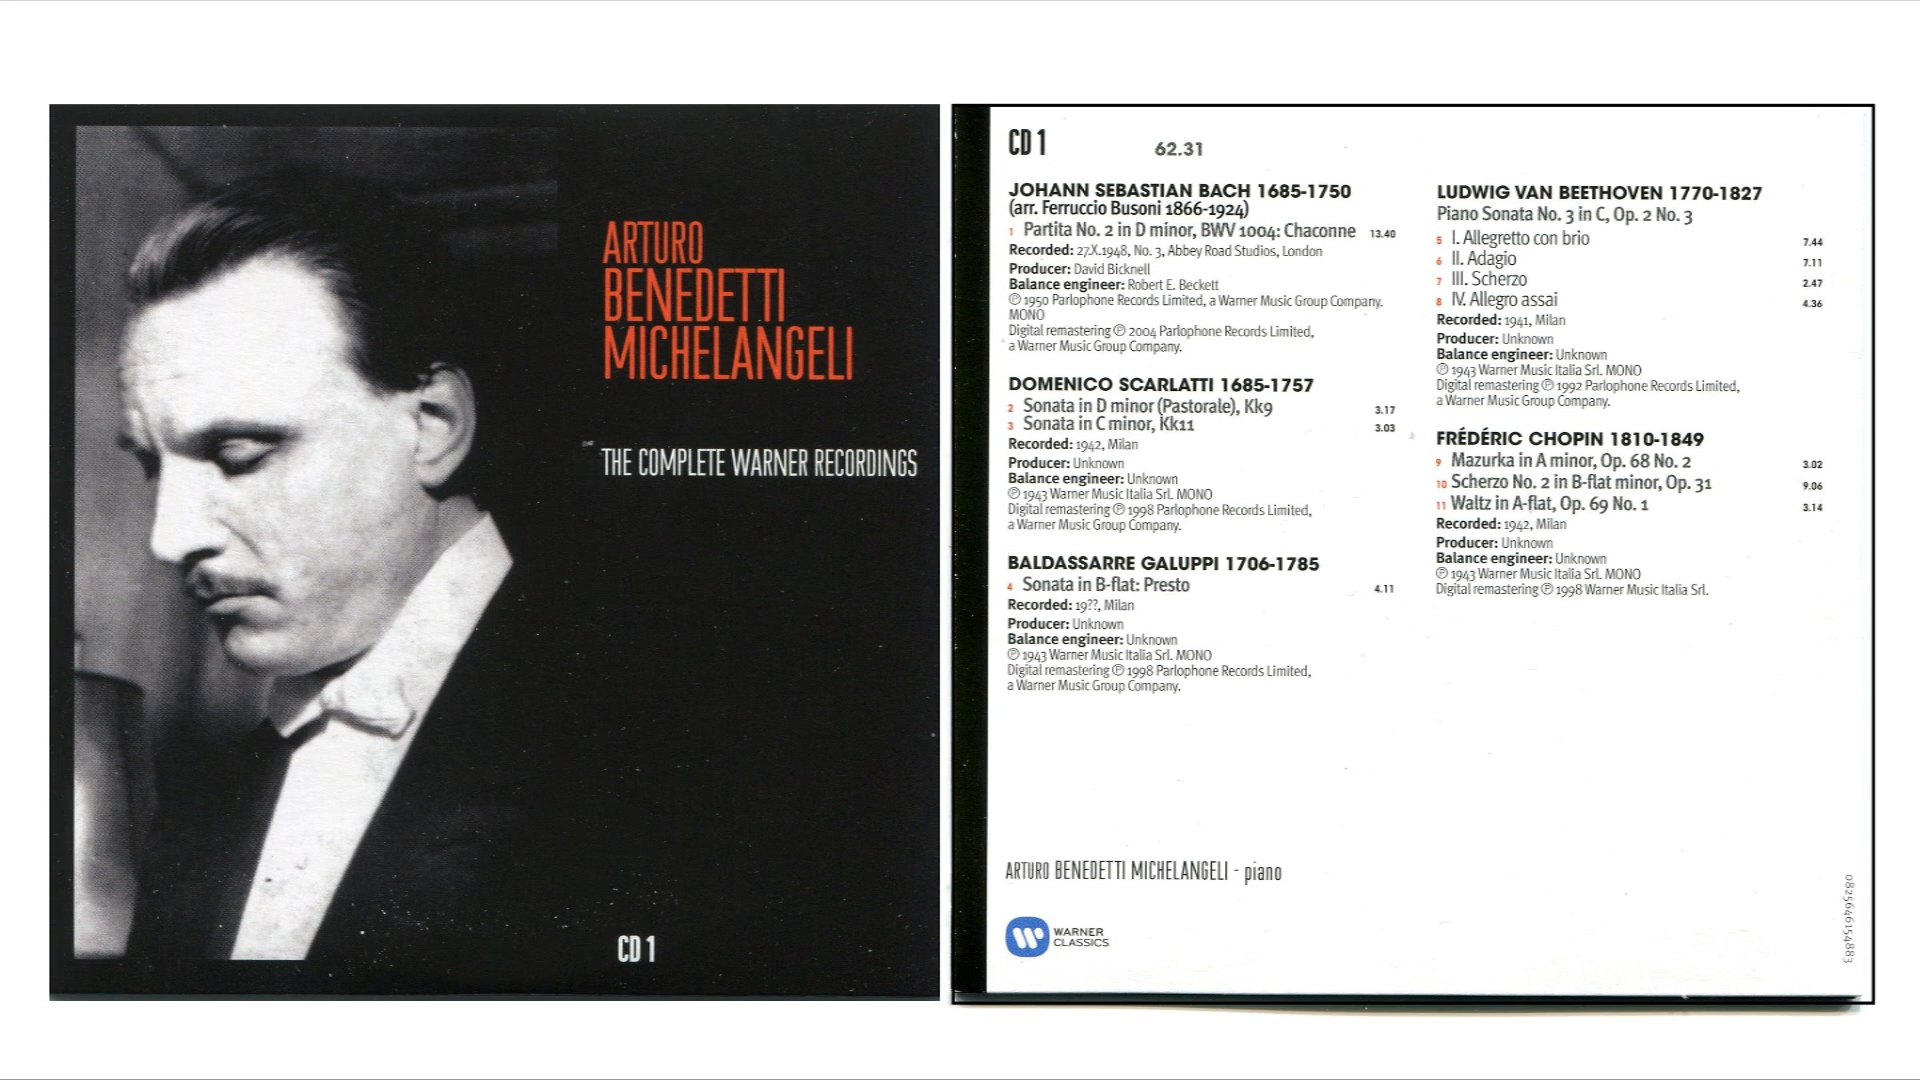 ARTURO
BENEDETTI
MICHELANGELI
THE COMPLETE WARNER RECORDINGS
CD 1
CD 1 62.31
JOHANN SEBASTIAN BACH 1685-1750
(arr. Ferruccio Busoni 1866-1924)
1 Partita No. 2 in D minor, BWV 1004: Chaconne 13.40
Recorded: 27.X.1948, No. 3, Abbey Road Studios, London
Producer: David Bicknell
Balance engineer: Robert E. Beckett
℗ 1950 Parlophone Records Limited, a Warner Music Group Company.
MONO
Digital remastering ℗ 2004 Parlophone Records Limited,
a Warner Music Group Company.
DOMENICO SCARLATTI 1685-1757
2 Sonata in D minor (Pastorale), Kk9 3.17
3 Sonata in C minor, Kk11 3.03
Recorded: 1942, Milan
Producer: Unknown
Balance engineer: Unknown
℗ 1943 Warner Music Italia Srl. MONO
Digital remastering ℗ 1998 Parlophone Records Limited,
a Warner Music Group Company.
BALDASSARRE GALUPPI 1706-1785
4 Sonata in B-flat: Presto 4.11
Recorded: 19??, Milan
Producer: Unknown
Balance engineer: Unknown
℗ 1943 Warner Music Italia Srl. MONO
Digital remastering ℗ 1998 Parlophone Records Limited,
a Warner Music Group Company.
LUDWIG VAN BEETHOVEN 1770-1827
Piano Sonata No. 3 in C, Op. 2 No. 3
5 I. Allegretto con brio 7.44
6 II. Adagio 7.11
7 III. Scherzo 2.47
8 IV. Allegro assai 4.36
Recorded: 1941, Milan
Producer: Unknown
Balance engineer: Unknown
℗ 1943 Warner Music Italia Srl. MONO
Digital remastering ℗ 1992 Parlophone Records Limited,
a Warner Music Group Company.
FRÉDÉRIC CHOPIN 1810-1849
9 Mazurka in A minor, Op. 68 No. 2 3.02
10 Scherzo No. 2 in B-flat minor, Op. 31 9.06
11 Waltz in A-flat, Op. 69 No. 1 3.14
Recorded: 1942, Milan
Producer: Unknown
Balance engineer: Unknown
℗ 1943 Warner Music Italia Srl. MONO
Digital remastering ℗ 1998 Warner Music Italia Srl.
ARTURO BENEDETTI MICHELANGELI - piano
WARNER
CLASSICS
0825646154883